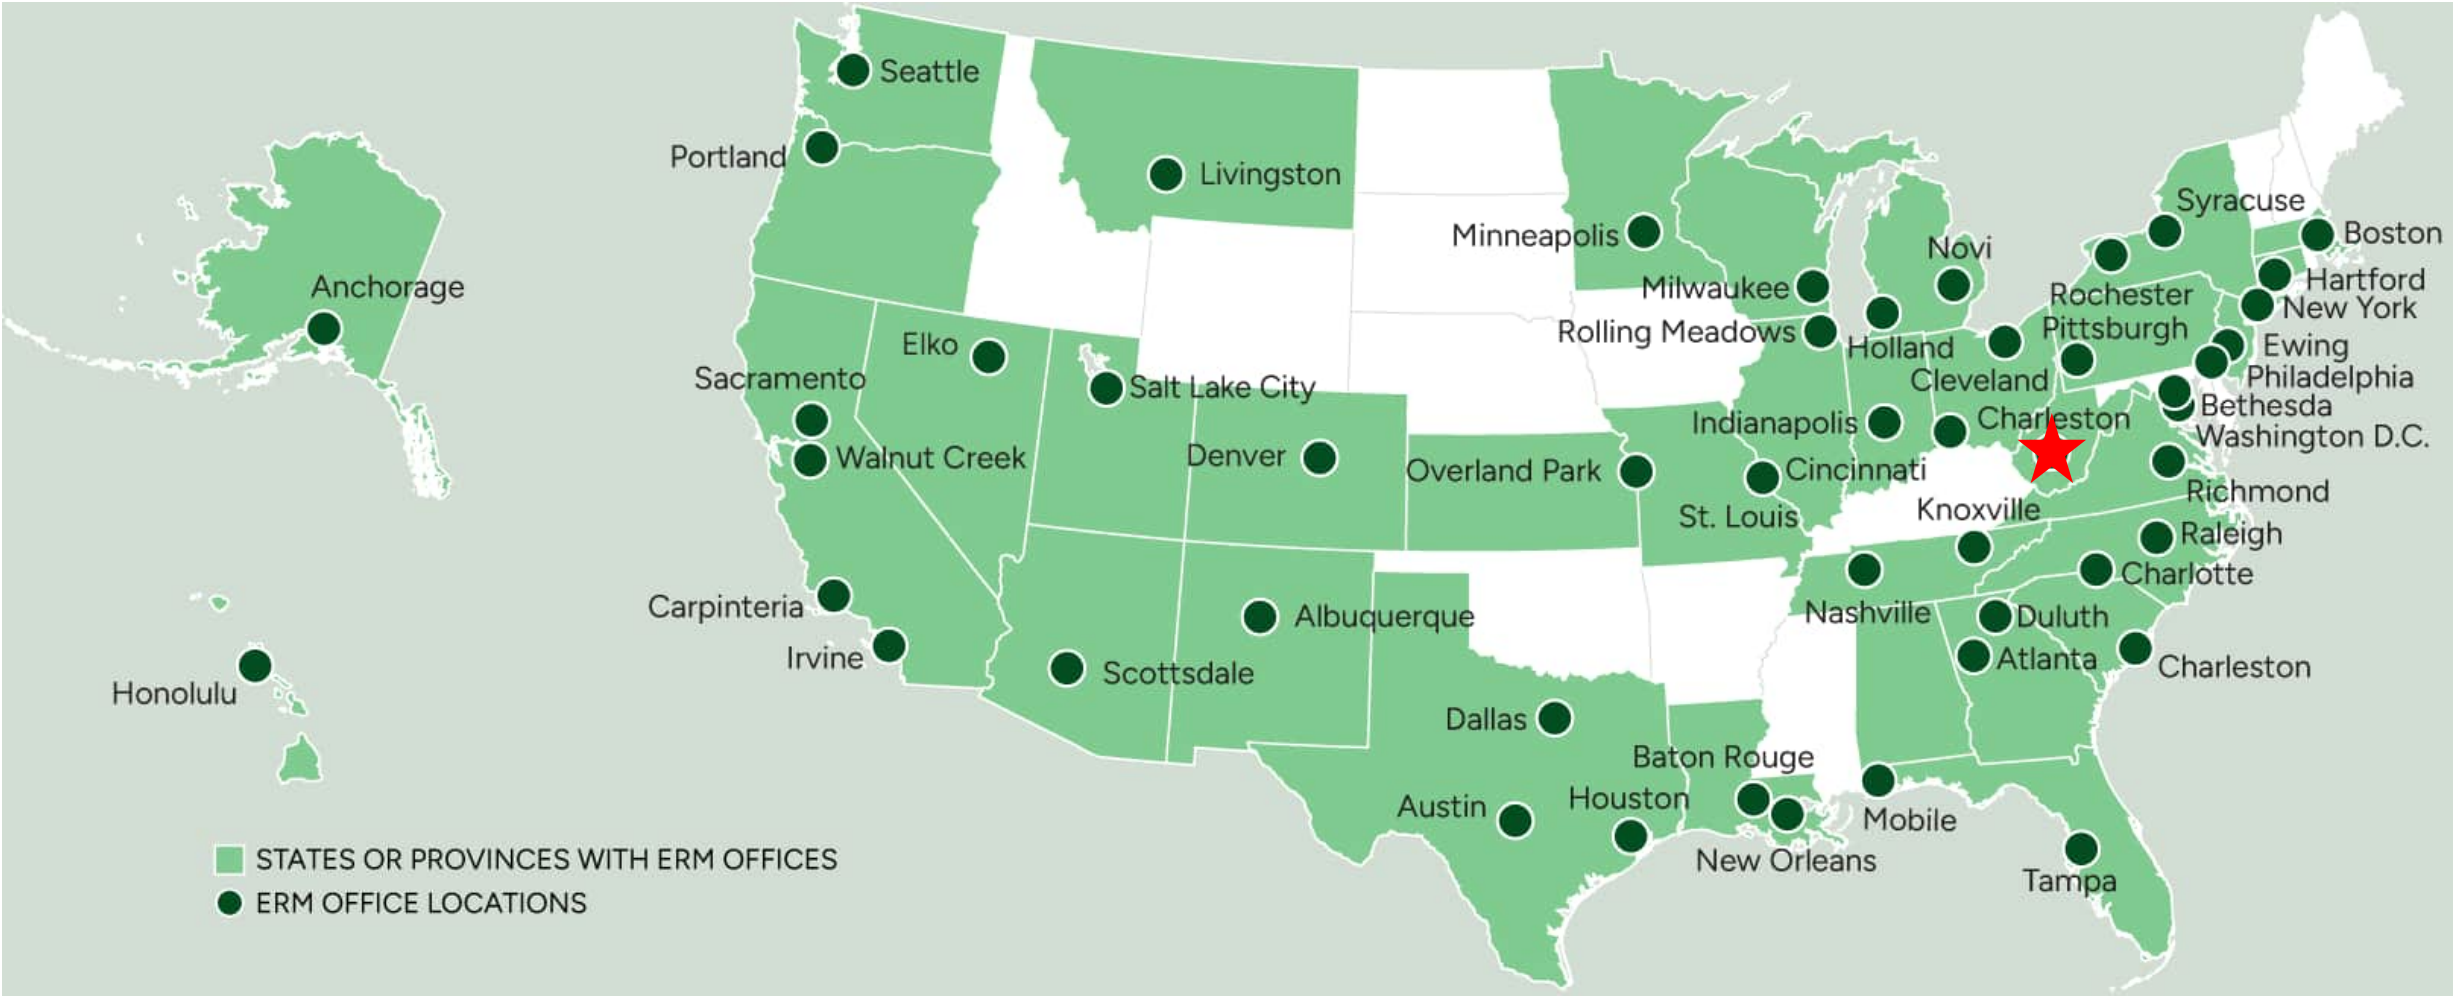 Seattle
Portland
Livingston
Minneapolis
Syracuse
Boston
Novi
Anchorage
Milwaukee
Hartford
Rochester
New York
Rolling Meadows
Pittsburgh
Elko
Holland
Ewing
Sacramento
Cleveland
Philadelphia
Salt Lake City
Bethesda
Indianapolis
Charleston
Washington D.C.
Walnut Creek
Denver
Overland Park
Cincinnati
Richmond
St. Louis
Knoxville
Raleigh
Charlotte
Carpinteria
Albuquerque
Nashville
Duluth
Irvine
Scottsdale
Atlanta
Charleston
Honolulu
Dallas
Baton Rouge
Austin
Houston
Mobile
New Orleans
Tampa
STATES OR PROVINCES WITH ERM OFFICES
ERM OFFICE LOCATIONS